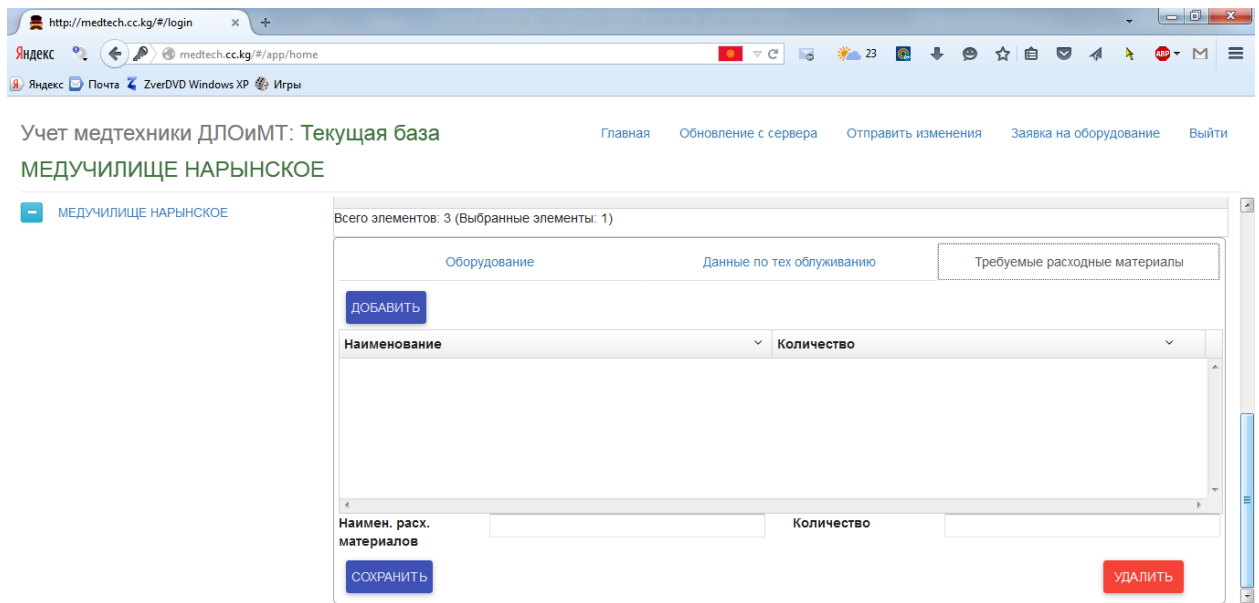 http://medtech.cc.kg/#/login
Яндекс medtech.cc.kg/#/app/home 23 ABP
Яндекс Почта ZverDVD Windows XP Игры
Учет медтехники ДЛОиМТ: Текущая база Главная Обновление с сервера Отправить изменения Заявка на оборудование Выйти
МЕДУЧИЛИЩЕ НАРЫНСКОЕ
МЕДУЧИЛИЩЕ НАРЫНСКОЕ
Всего элементов: 3 (Выбранные элементы: 1)
Оборудование Данные по тех облуживанию Требуемые расходные материалы
ДОБАВИТЬ
Наименование Количество
Наимен. расх. материалов Количество
СОХРАНИТЬ УДАЛИТЬ